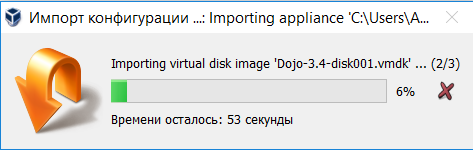 Импорт конфигурации ...: Importing appliance 'C:\Users\A...
Importing virtual disk image 'Dojo-3.4-disk001.vmdk' ... (2/3)
6%
Времени осталось: 53 секунды